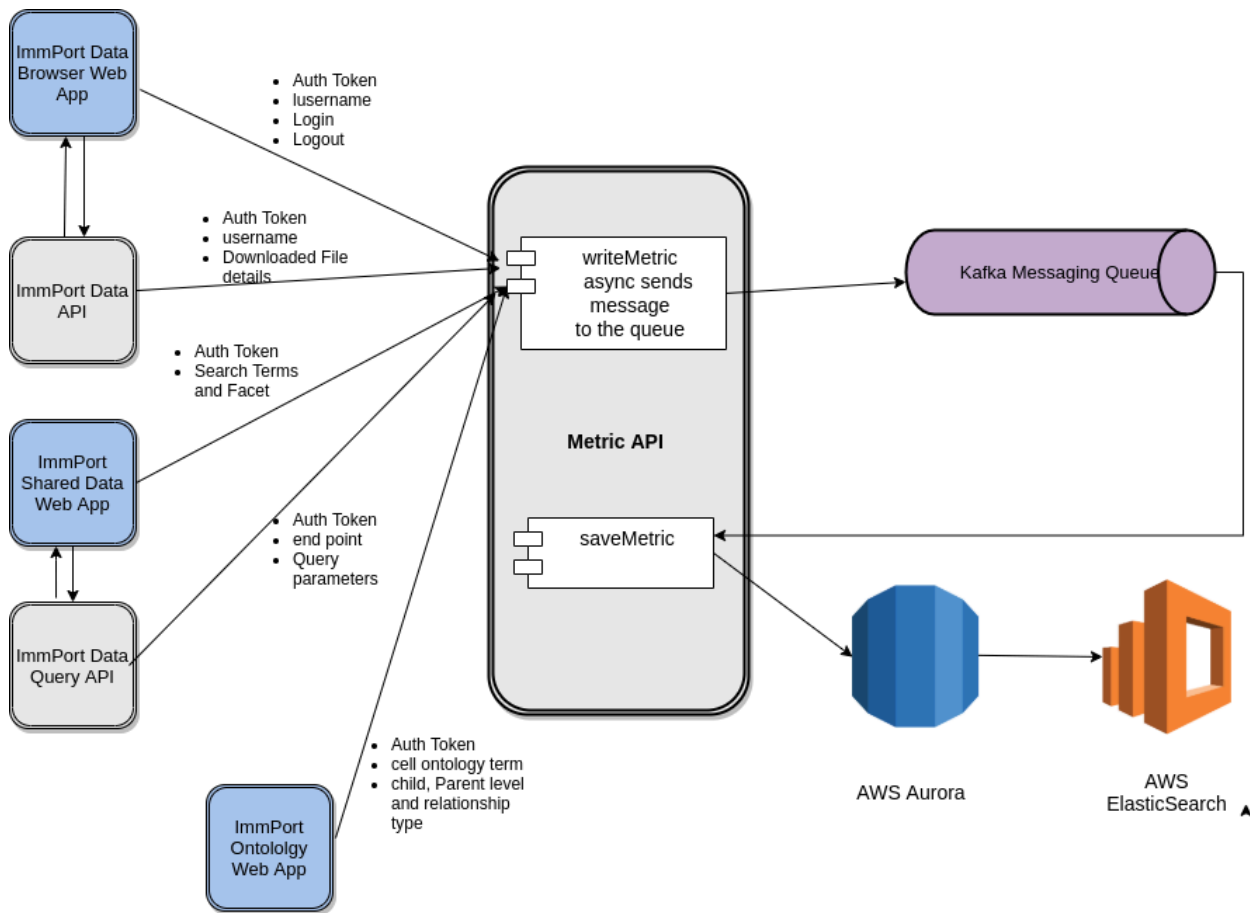 ImmPort Data
Browser Web
App
• Auth Token
• lusername
• Login
• Logout
• Auth Token
• username
• Downloaded File
details
ImmPort Data
API
• Auth Token
• Search Terms
and Facet
ImmPort
Shared Data
Web App
• Auth Token
• end point
• Query
parameters
ImmPort Data
Query API
• Auth Token
• cell ontology term
• child, Parent level
and relationship
type
ImmPort
Ontololgy
Web App
writeMetric
async sends
message
to the queue
Metric API
saveMetric
Kafka Messaging Queue
AWS Aurora
AWS
ElasticSearch